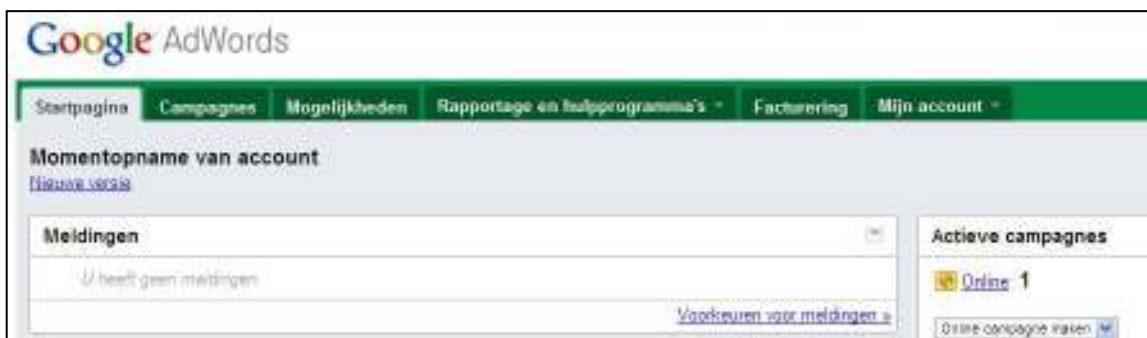 Google AdWords
Startpagina Campagnes Mogelijkheden Rapportage en hulpprogramma's Facturering Mijn account
Momentopname van account
Nieuwe versie
Meldingen
U heeft geen meldingen
Voorkeuren voor meldingen »
Actieve campagnes
Online 1
Online campagne maken